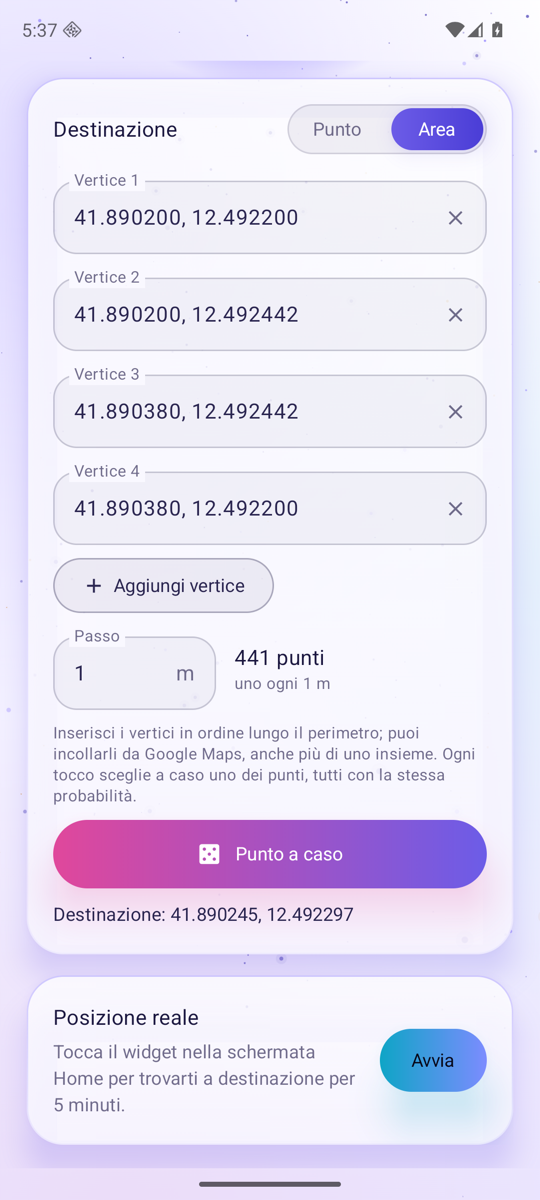 5:37
Destinazione
Punto
Area
Vertice 1
41.890200, 12.492200
Vertice 2
41.890200, 12.492442
Vertice 3
41.890380, 12.492442
Vertice 4
41.890380, 12.492200
Aggiungi vertice
Passo
1 m
441 punti
uno ogni 1 m
Inserisci i vertici in ordine lungo il perimetro; puoi
incollarli da Google Maps, anche più di uno insieme. Ogni
tocco sceglie a caso uno dei punti, tutti con la stessa
probabilità.
Punto a caso
Destinazione: 41.890245, 12.492297
Posizione reale
Tocca il widget nella schermata
Home per trovarti a destinazione per
5 minuti.
Avvia